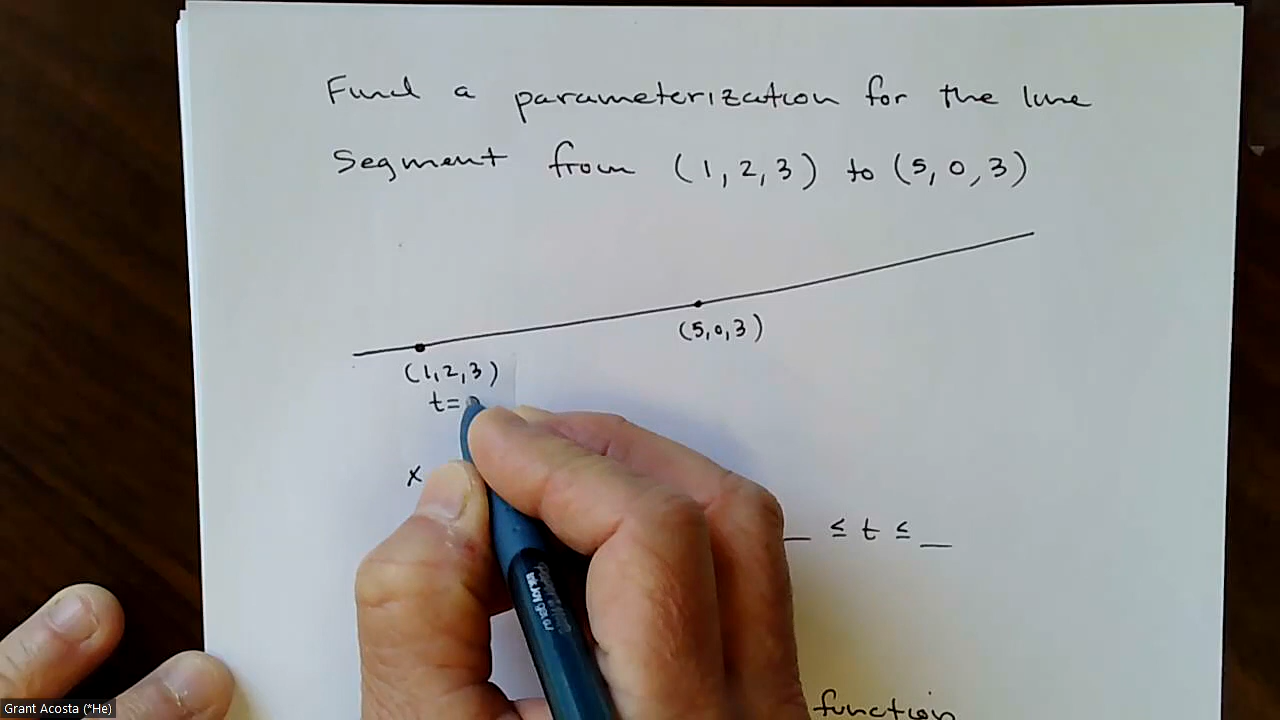 Find a parameterization for the line
segment from (1, 2, 3) to (5, 0, 3)
(5, 0, 3)
(1, 2, 3)
t=
x
_ ≤ t ≤ _
function
Grant Acosta (*He)